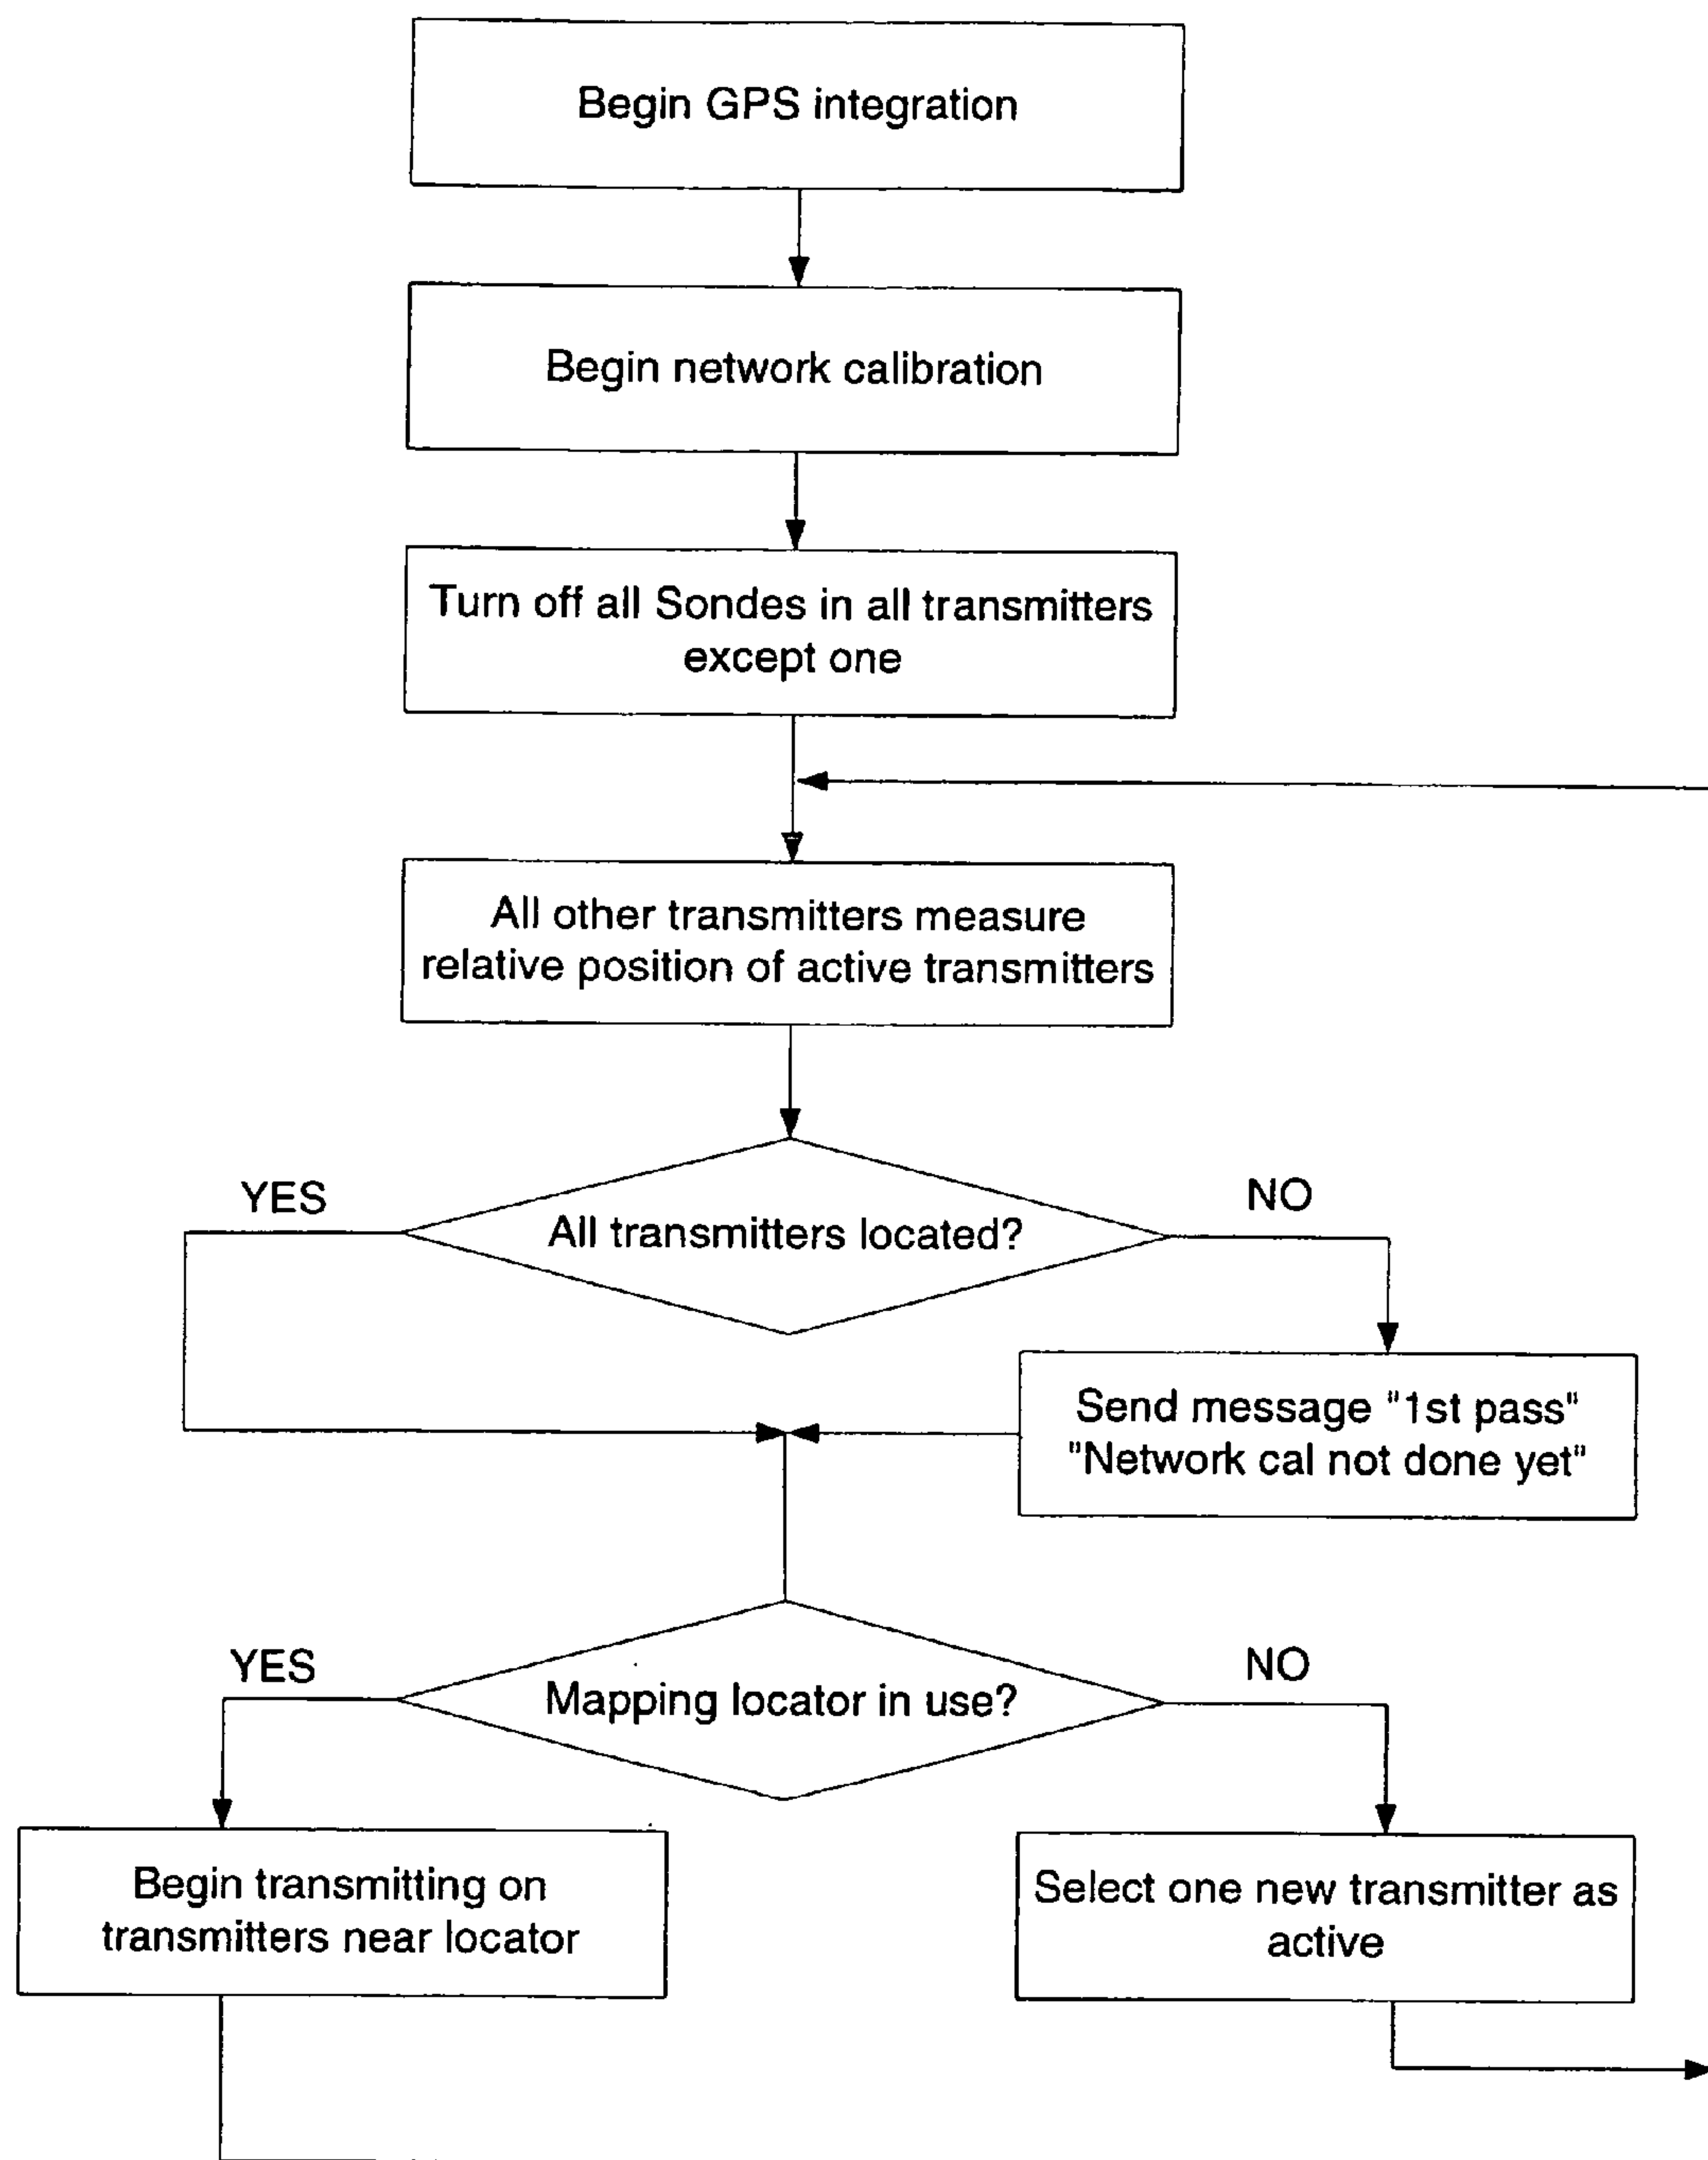 Begin GPS integration
Begin network calibration
Turn off all Sondes in all transmitters
except one
All other transmitters measure
relative position of active transmitters
YES
NO
All transmitters located?
Send message "1st pass"
"Network cal not done yet"
YES
NO
Mapping locator in use?
Begin transmitting on
transmitters near locator
Select one new transmitter as
active